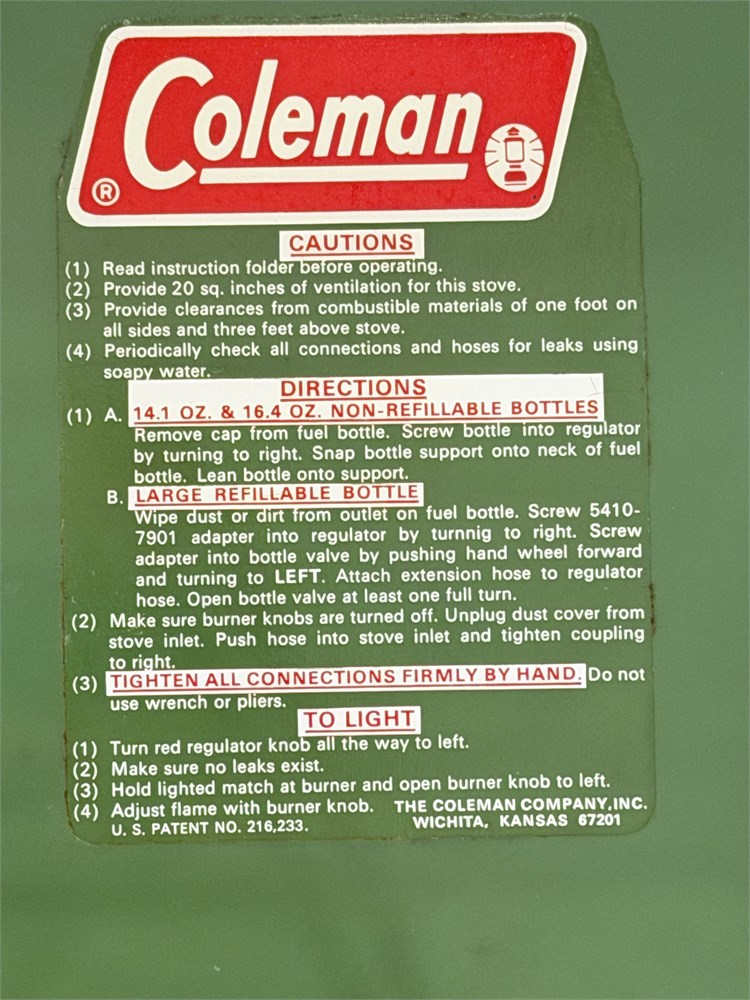 Coleman
®
CAUTIONS
(1) Read instruction folder before operating.
(2) Provide 20 sq. inches of ventilation for this stove.
(3) Provide clearances from combustible materials of one foot on
all sides and three feet above stove.
(4) Periodically check all connections and hoses for leaks using
soapy water.
DIRECTIONS
(1) A. 14.1 OZ. & 16.4 OZ. NON-REFILLABLE BOTTLES
Remove cap from fuel bottle. Screw bottle into regulator
by turning to right. Snap bottle support onto neck of fuel
bottle. Lean bottle onto support.
B. LARGE REFILLABLE BOTTLE
Wipe dust or dirt from outlet on fuel bottle. Screw 5410-
7901 adapter into regulator by turnnig to right. Screw
adapter into bottle valve by pushing hand wheel forward
and turning to LEFT. Attach extension hose to regulator
hose. Open bottle valve at least one full turn.
(2) Make sure burner knobs are turned off. Unplug dust cover from
stove inlet. Push hose into stove inlet and tighten coupling
to right.
(3) TIGHTEN ALL CONNECTIONS FIRMLY BY HAND. Do not
use wrench or pliers.
TO LIGHT
(1) Turn red regulator knob all the way to left.
(2) Make sure no leaks exist.
(3) Hold lighted match at burner and open burner knob to left.
(4) Adjust flame with burner knob. THE COLEMAN COMPANY, INC.
U. S. PATENT NO. 216,233. WICHITA, KANSAS 67201